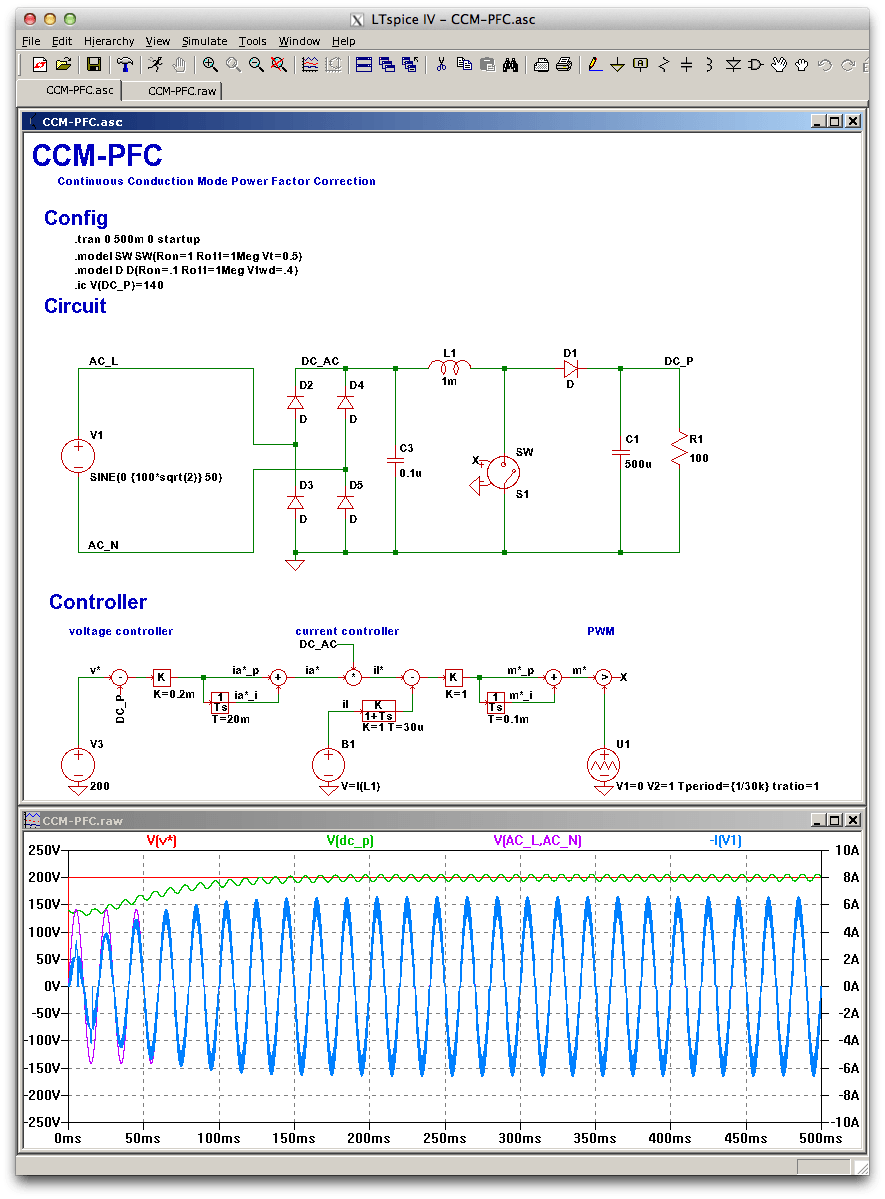 LTspice IV - CCM-PFC.asc
File Edit Hierarchy View Simulate Tools Window Help
CCM-PFC.asc CCM-PFC.raw
CCM-PFC.asc
CCM-PFC
Continuous Conduction Mode Power Factor Correction
Config
.tran 0 500m 0 startup
.model SW SW(Ron=1 Roff=1Meg Vt=0.5)
.model D D(Ron=.1 Roff=1Meg Vfwd=.4)
.ic V(DC_P)=140
Circuit
AC_L DC_AC L1 D1 DC_P
1m D
D2 D4
D D
V1 C3 SW C1 R1
X
SINE(0 {100*sqrt(2)} 50) 0.1u 500u 100
D3 D5 S1
D D
AC_N
Controller
voltage controller current controller PWM
DC_AC
v* - K ia*_p + ia* * il* - K m*_p + m* > X
K=0.2m K=1
DC_P 1 ia*_i il K 1 m*_i
Ts 1+Ts Ts
T=20m K=1 T=30u T=0.1m
V3 B1 U1
200 V=I(L1) V1=0 V2=1 Tperiod={1/30k} tratio=1
CCM-PFC.raw
V(v*) V(dc_p) V(AC_L,AC_N) -I(V1)
250V 10A
200V 8A
150V 6A
100V 4A
50V 2A
0V 0A
-50V -2A
-100V -4A
-150V -6A
-200V -8A
-250V -10A
0ms 50ms 100ms 150ms 200ms 250ms 300ms 350ms 400ms 450ms 500ms